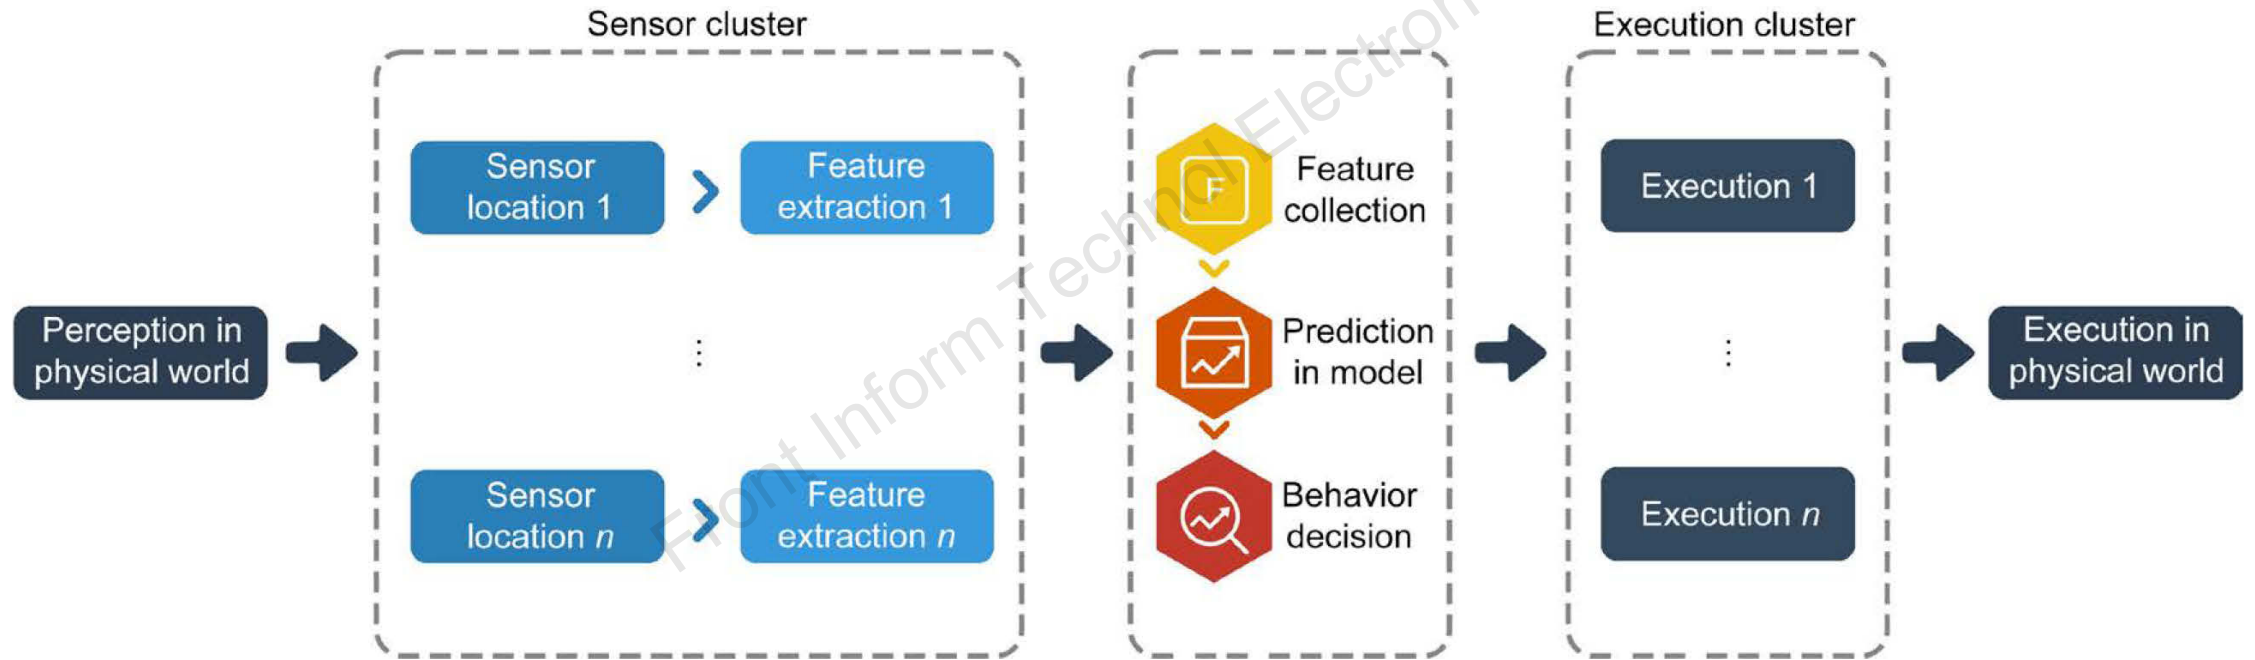 Sensor cluster
Execution cluster
Sensor
location 1
Feature
extraction 1
F
Feature
collection
Execution 1
Perception in
physical world
⋮
Prediction
in model
⋮
Execution in
physical world
Sensor
location n
Feature
extraction n
Behavior
decision
Execution n
Front Inform Technol Electron